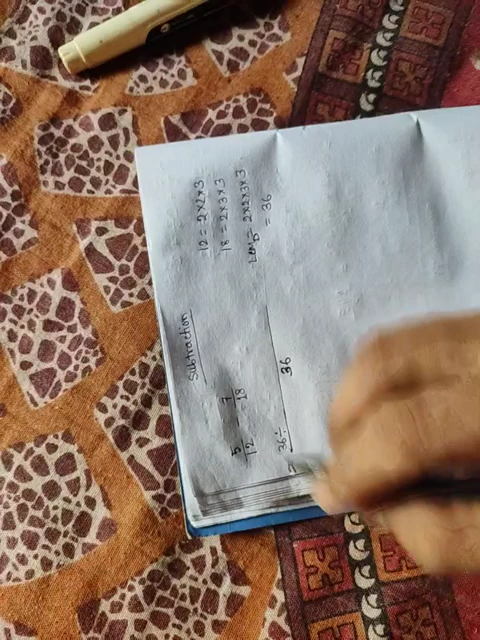 Subtraction
5/12 - 7/18
12 = 2×2×3
18 = 2×3×3
LCM = 2×2×3×3
= 36
= 36÷
36